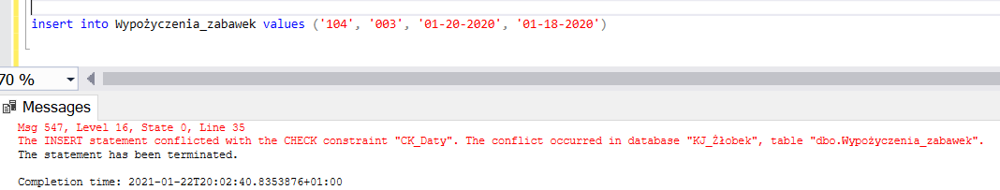 insert into Wypożyczenia_zabawek values ('104', '003', '01-20-2020', '01-18-2020')
70 %
Messages
Msg 547, Level 16, State 0, Line 35
The INSERT statement conflicted with the CHECK constraint "CK_Daty". The conflict occurred in database "KJ_Żłobek", table "dbo.Wypożyczenia_zabawek".
The statement has been terminated.
Completion time: 2021-01-22T20:02:40.8353876+01:00